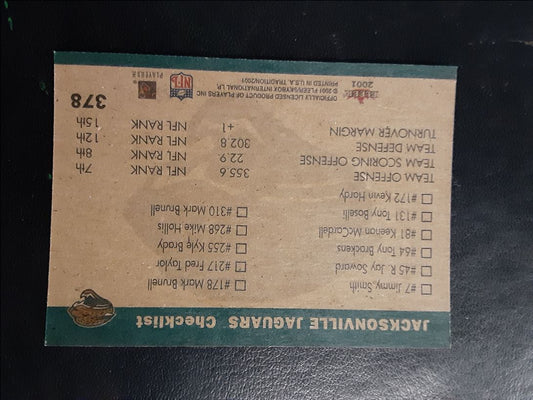 JACKSONVILLE JAGUARS Checklist
#7 Jimmy Smith
#45 R. Jay Soward
#64 Tony Brackens
#81 Keenan McCardell
#131 Tony Boselli
#172 Kevin Hardy
#178 Mark Brunell
#217 Fred Taylor
#255 Kyle Brady
#268 Mike Hollis
#310 Mark Brunell
TEAM OFFENSE 355.6 NFL RANK 7th
TEAM SCORING OFFENSE 22.9 NFL RANK 8th
TEAM DEFENSE 302.8 NFL RANK 12th
TURNOVER MARGIN +1 NFL RANK 15th
2001
OFFICIALLY LICENSED PRODUCT OF PLAYERS INC
© 2001 FLEER/SKYBOX INTERNATIONAL LP.
PRINTED IN U.S.A. TRADITION2001
NFL
PLAYERS
378